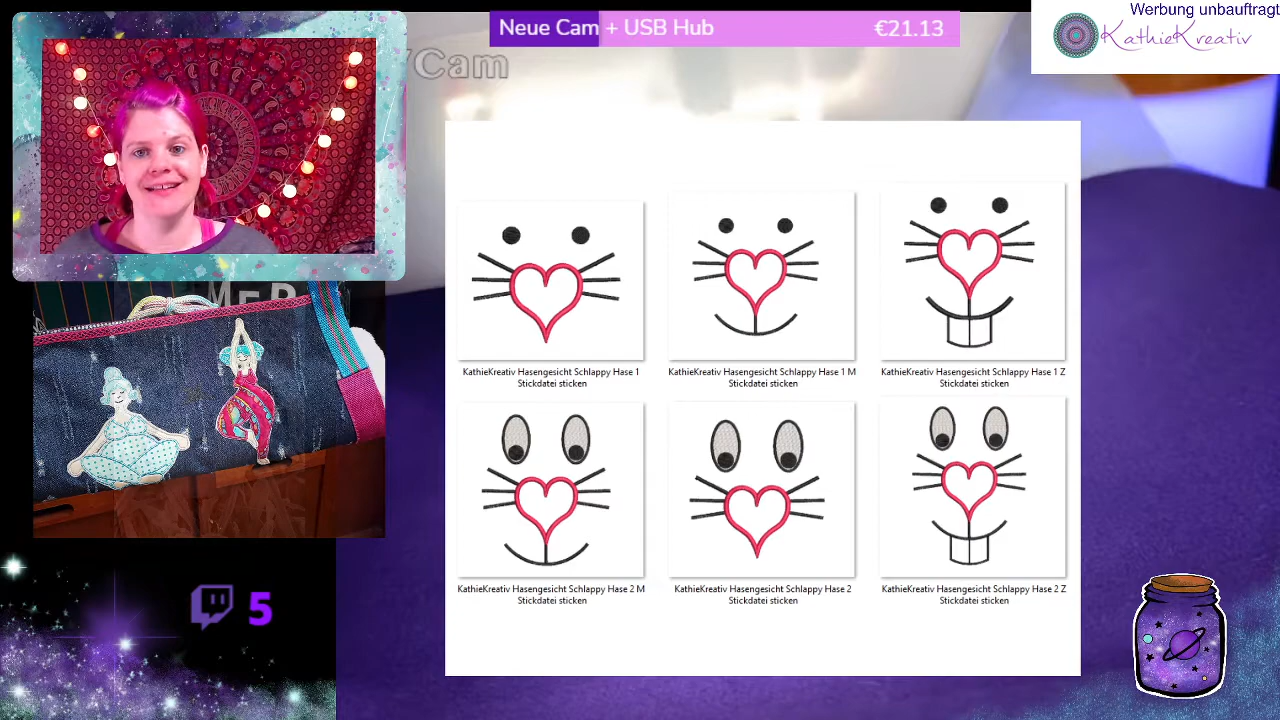 Werbung unbeauftragt
Neue Cam + USB Hub €21.13
KathieKreativ
Cam
MER
KathieKreativ Hasengesicht Schlappy Hase 1
Stickdatei sticken
KathieKreativ Hasengesicht Schlappy Hase 1 M
Stickdatei sticken
KathieKreativ Hasengesicht Schlappy Hase 1 Z
Stickdatei sticken
KathieKreativ Hasengesicht Schlappy Hase 2 M
Stickdatei sticken
KathieKreativ Hasengesicht Schlappy Hase 2
Stickdatei sticken
KathieKreativ Hasengesicht Schlappy Hase 2 Z
Stickdatei sticken
5